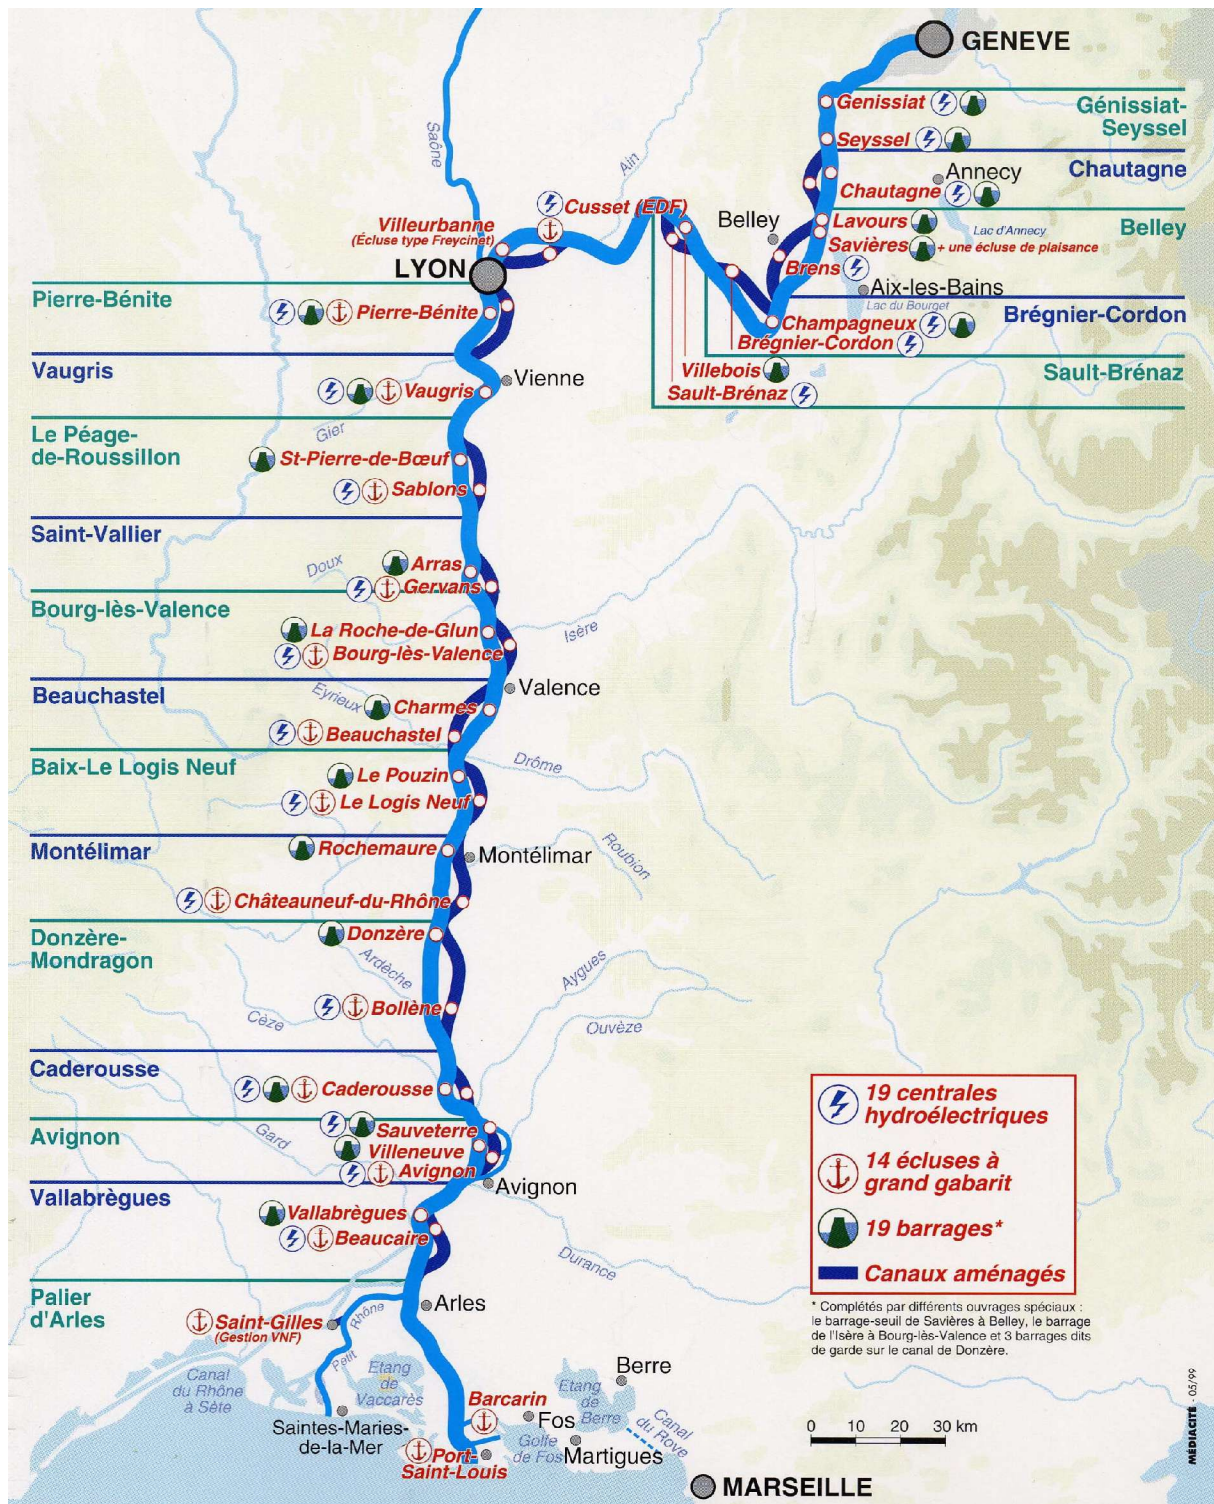 GENEVE
Genissiat
Génissiat-
Seyssel
Seyssel
Chautagne
Annecy
Chautagne
Lavours
Belley
Lac d'Annecy
Savières
+ une écluse de plaisance
Belley
Brens
Aix-les-Bains
Lac du Bourget
Brégnier-Cordon
Champagneux
Brégnier-Cordon
Villebois
Sault-Brénaz
Sault-Brénaz
Saône
Ain
Cusset (EDF)
Villeurbanne
(Écluse type Freycinet)
LYON
Pierre-Bénite
Pierre-Bénite
Vaugris
Vienne
Vaugris
Le Péage-
de-Roussillon
Gier
St-Pierre-de-Bœuf
Sablons
Saint-Vallier
Doux
Arras
Gervans
Bourg-lès-Valence
La Roche-de-Glun
Isère
Bourg-lès-Valence
Beauchastel
Valence
Eyrieux
Charmes
Beauchastel
Baix-Le Logis Neuf
Drôme
Le Pouzin
Le Logis Neuf
Montélimar
Rochemaure
Montélimar
Roubion
Châteauneuf-du-Rhône
Donzère-
Mondragon
Donzère
Ardèche
Aygues
Bollène
Cèze
Ouvèze
Caderousse
Caderousse
Avignon
Gard
Sauveterre
Villeneuve
Avignon
Avignon
Vallabrègues
Vallabrègues
Beaucaire
Durance
Palier
d'Arles
Arles
Saint-Gilles
(Gestion VNF)
Petit Rhône
Canal
du Rhône
à Sète
Etang
de
Vaccarès
Saintes-Maries-
de-la-Mer
Barcarin
Port-
Saint-Louis
Berre
Etang
de
Berre
Fos
Golfe
de Fos
Martigues
Canal
du Rove
MARSEILLE
19 centrales
hydroélectriques
14 écluses à
grand gabarit
19 barrages*
Canaux aménagés
* Complétés par différents ouvrages spéciaux :
le barrage-seuil de Savières à Belley, le barrage
de l'Isère à Bourg-lès-Valence et 3 barrages dits
de garde sur le canal de Donzère.
0 10 20 30 km
MÉDIACITÉ - 05/99